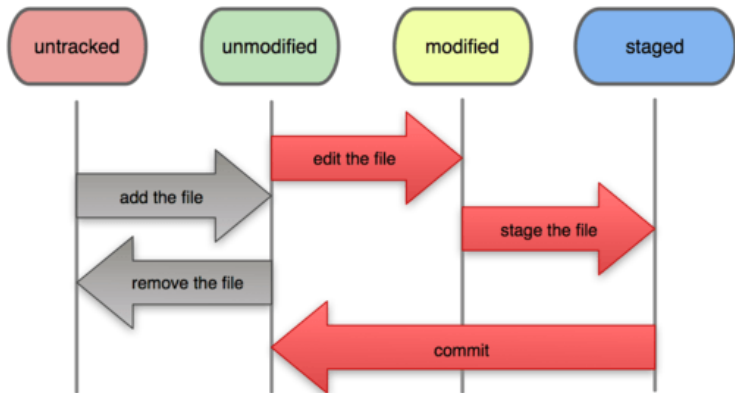 untracked
unmodified
modified
staged
edit the file
add the file
stage the file
remove the file
commit